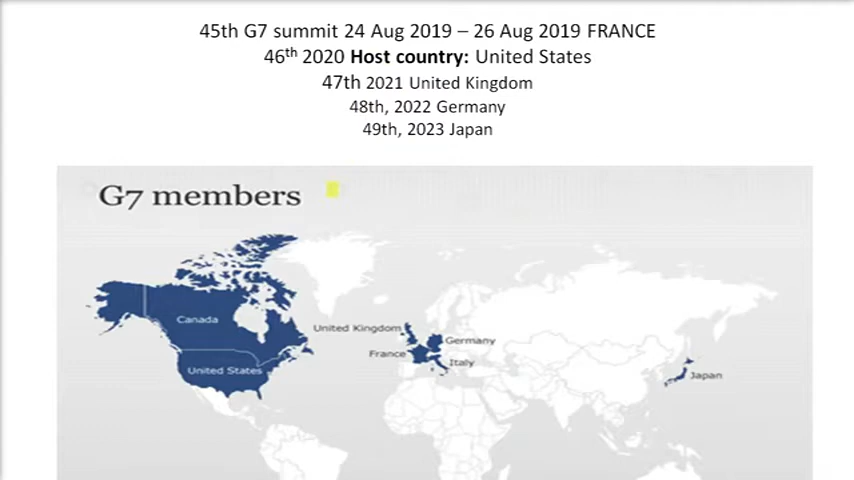 45th G7 summit 24 Aug 2019 – 26 Aug 2019 FRANCE
46th 2020 Host country: United States
47th 2021 United Kingdom
48th, 2022 Germany
49th, 2023 Japan
G7 members
Canada
United Kingdom
Germany
France
Italy
United States
Japan